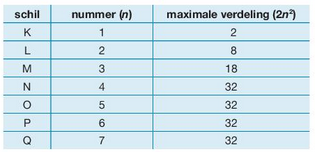 schil nummer (n) maximale verdeling (2n²)
K 1 2
L 2 8
M 3 18
N 4 32
O 5 32
P 6 32
Q 7 32